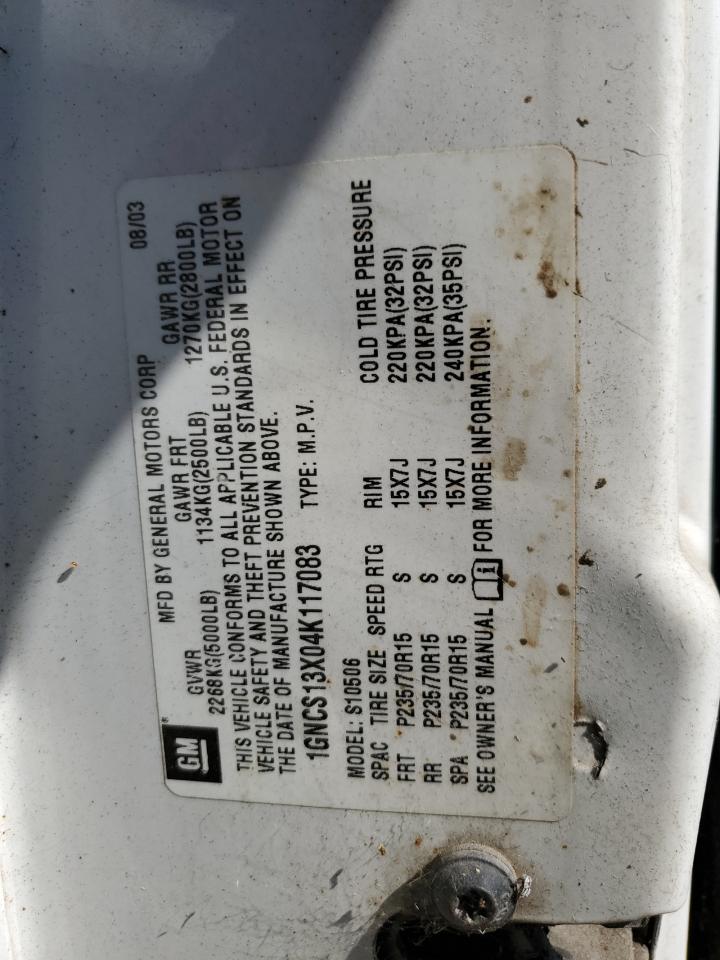 GM
MFD BY GENERAL MOTORS CORP 08/03
GVWR GAWR FRT GAWR RR
2268KG(5000LB) 1134KG(2500LB) 1270KG(2800LB)
THIS VEHICLE CONFORMS TO ALL APPLICABLE U.S. FEDERAL MOTOR
VEHICLE SAFETY AND THEFT PREVENTION STANDARDS IN EFFECT ON
THE DATE OF MANUFACTURE SHOWN ABOVE.
1GNCS13X04K117083 TYPE: M.P.V.
MODEL: S10506
SPAC TIRE SIZE SPEED RTG RIM COLD TIRE PRESSURE
FRT P235/70R15 S 15X7J 220KPA(32PSI)
RR P235/70R15 S 15X7J 220KPA(32PSI)
SPA P235/70R15 S 15X7J 240KPA(35PSI)
SEE OWNER'S MANUAL FOR MORE INFORMATION.